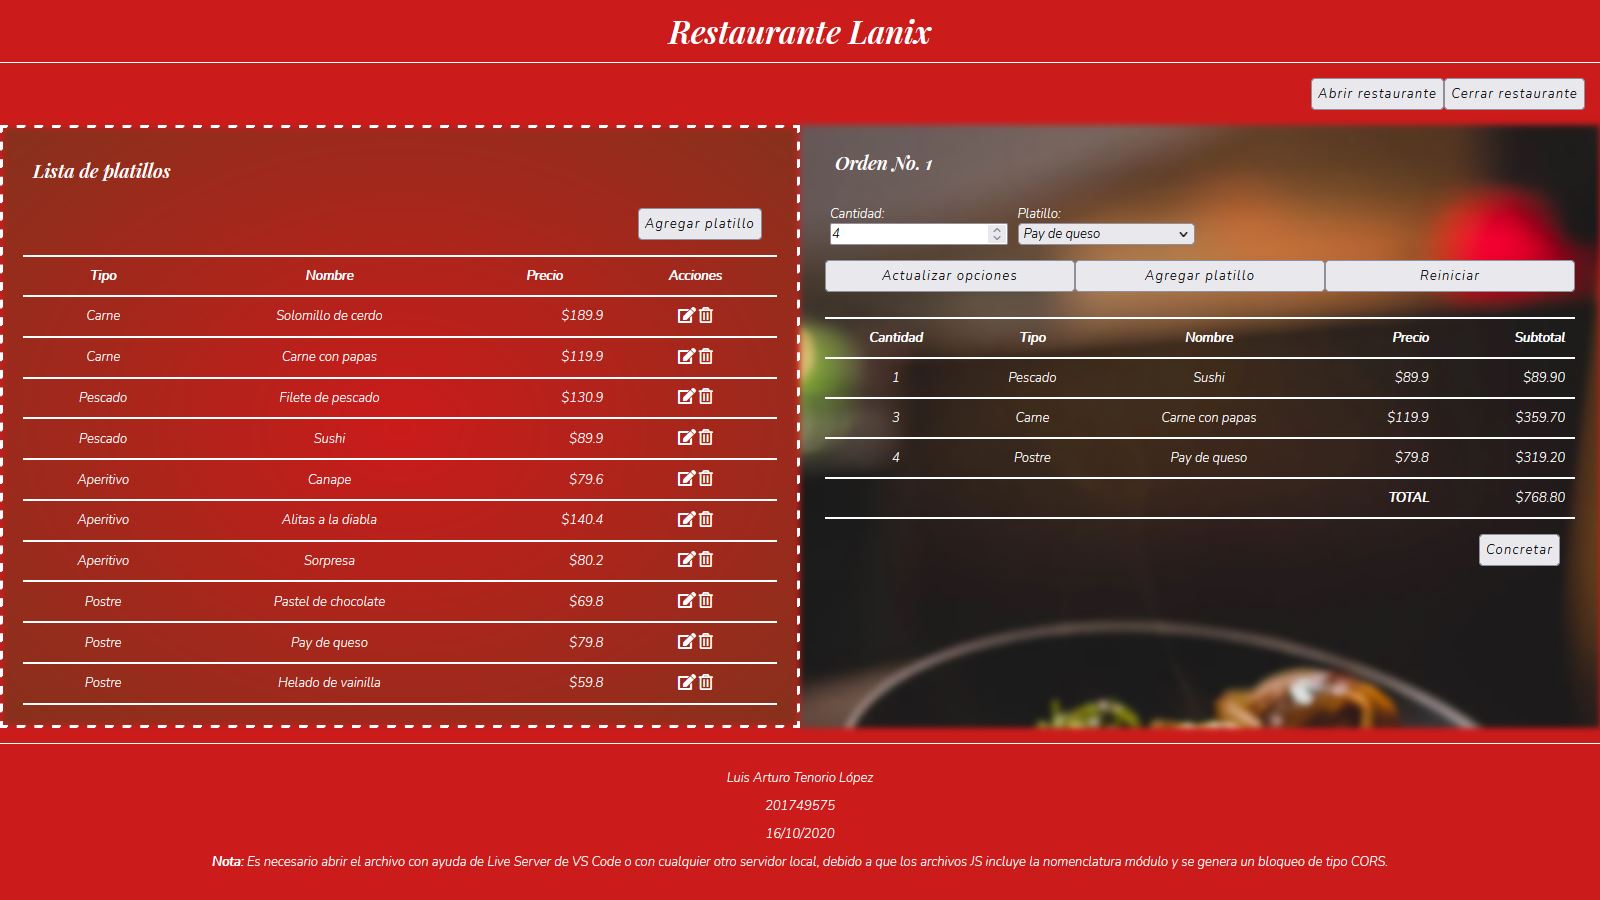 Restaurante Lanix
Abrir restaurante Cerrar restaurante
Lista de platillos
Agregar platillo
Tipo Nombre Precio Acciones
Carne Solomillo de cerdo $189.9
Carne Carne con papas $119.9
Pescado Filete de pescado $130.9
Pescado Sushi $89.9
Aperitivo Canape $79.6
Aperitivo Alitas a la diabla $140.4
Aperitivo Sorpresa $80.2
Postre Pastel de chocolate $69.8
Postre Pay de queso $79.8
Postre Helado de vainilla $59.8
Orden No. 1
Cantidad: Platillo:
4 Pay de queso
Actualizar opciones Agregar platillo Reiniciar
Cantidad Tipo Nombre Precio Subtotal
1 Pescado Sushi $89.9 $89.90
3 Carne Carne con papas $119.9 $359.70
4 Postre Pay de queso $79.8 $319.20
TOTAL $768.80
Concretar
Luis Arturo Tenorio López
201749575
16/10/2020
Nota: Es necesario abrir el archivo con ayuda de Live Server de VS Code o con cualquier otro servidor local, debido a que los archivos JS incluye la nomenclatura módulo y se genera un bloqueo de tipo CORS.